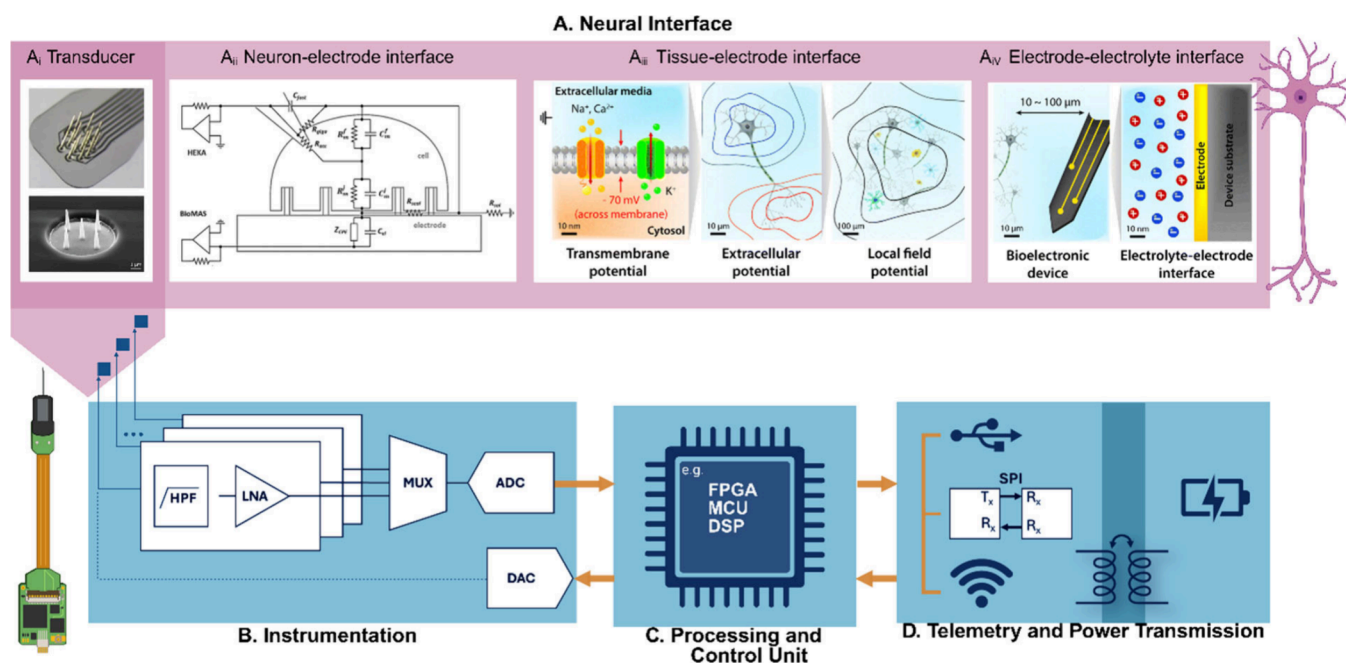 A. Neural Interface
Ai Transducer
Aii Neuron-electrode interface
Aiii Tissue-electrode interface
AiV Electrode-electrolyte interface
HEXA
BioMAS
cell
electrode
Extracellular media
Na⁺, Ca²⁺
K⁺
- 70 mV
(across membrane)
10 nm
Cytosol
Transmembrane
potential
10 µm
Extracellular
potential
100 µm
Local field
potential
10 ~ 100 µm
10 µm
Bioelectronic
device
Electrode
Device substrate
10 nm
Electrolyte-electrode
interface
HPF
LNA
MUX
ADC
DAC
B. Instrumentation
e.g.
FPGA
MCU
DSP
C. Processing and
Control Unit
SPI
Tx
Rx
Rx
Rx
D. Telemetry and Power Transmission